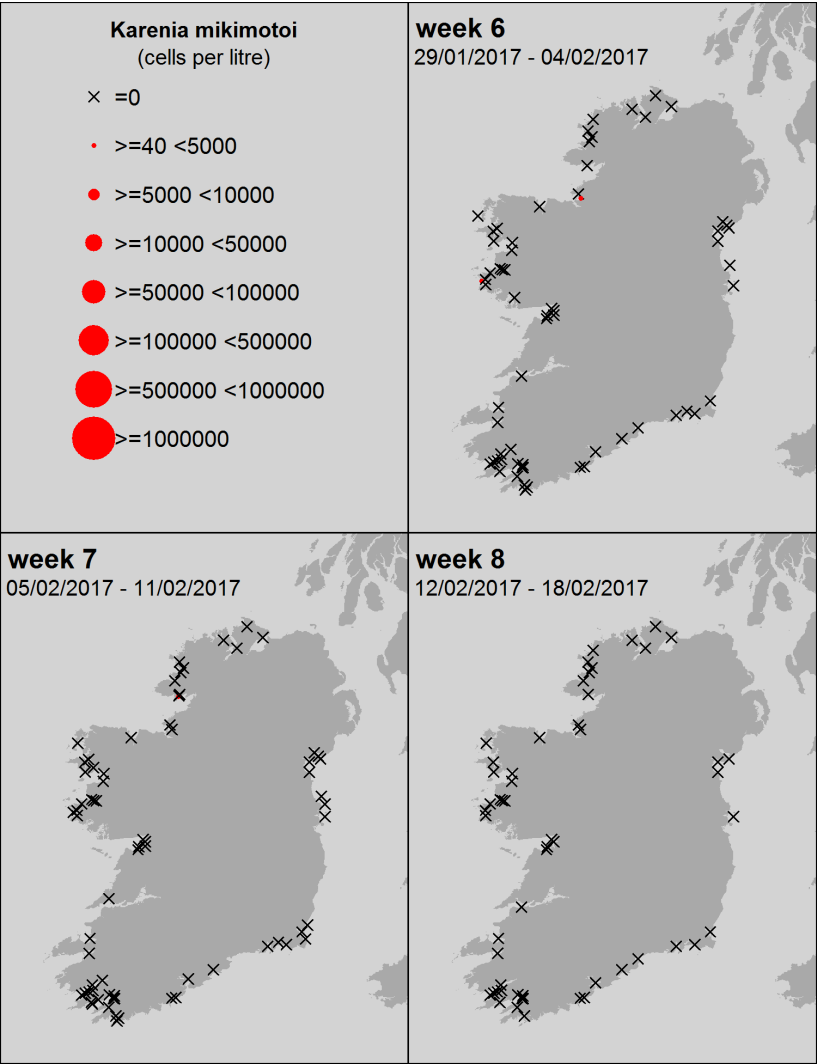 Karenia mikimotoi
(cells per litre)
=0
>=40 <5000
>=5000 <10000
>=10000 <50000
>=50000 <100000
>=100000 <500000
>=500000 <1000000
>=1000000
week 6
29/01/2017 - 04/02/2017
week 7
05/02/2017 - 11/02/2017
week 8
12/02/2017 - 18/02/2017